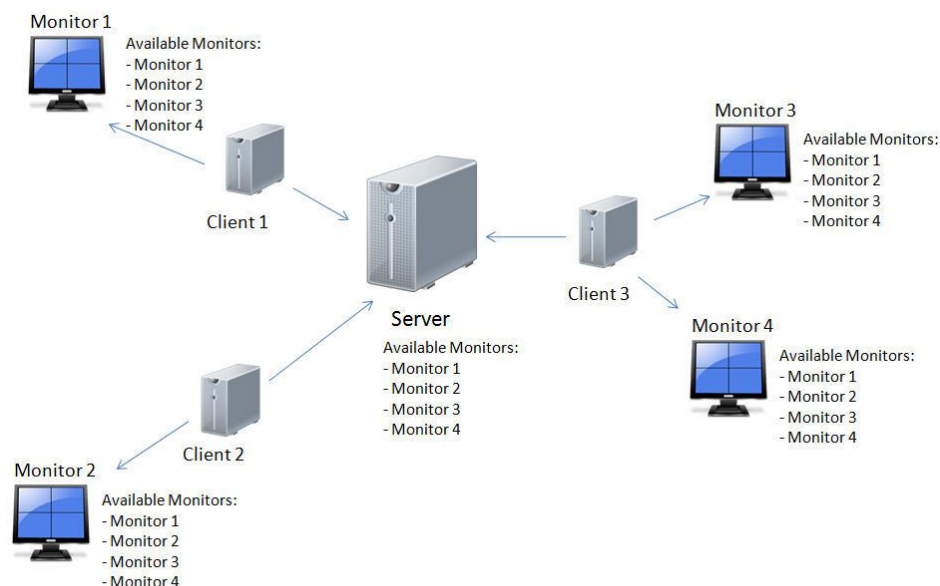 Monitor 1
Available Monitors:
- Monitor 1
- Monitor 2
- Monitor 3
- Monitor 4
Client 1
Server
Available Monitors:
- Monitor 1
- Monitor 2
- Monitor 3
- Monitor 4
Client 2
Monitor 2
Available Monitors:
- Monitor 1
- Monitor 2
- Monitor 3
- Monitor 4
Client 3
Monitor 3
Available Monitors:
- Monitor 1
- Monitor 2
- Monitor 3
- Monitor 4
Monitor 4
Available Monitors:
- Monitor 1
- Monitor 2
- Monitor 3
- Monitor 4